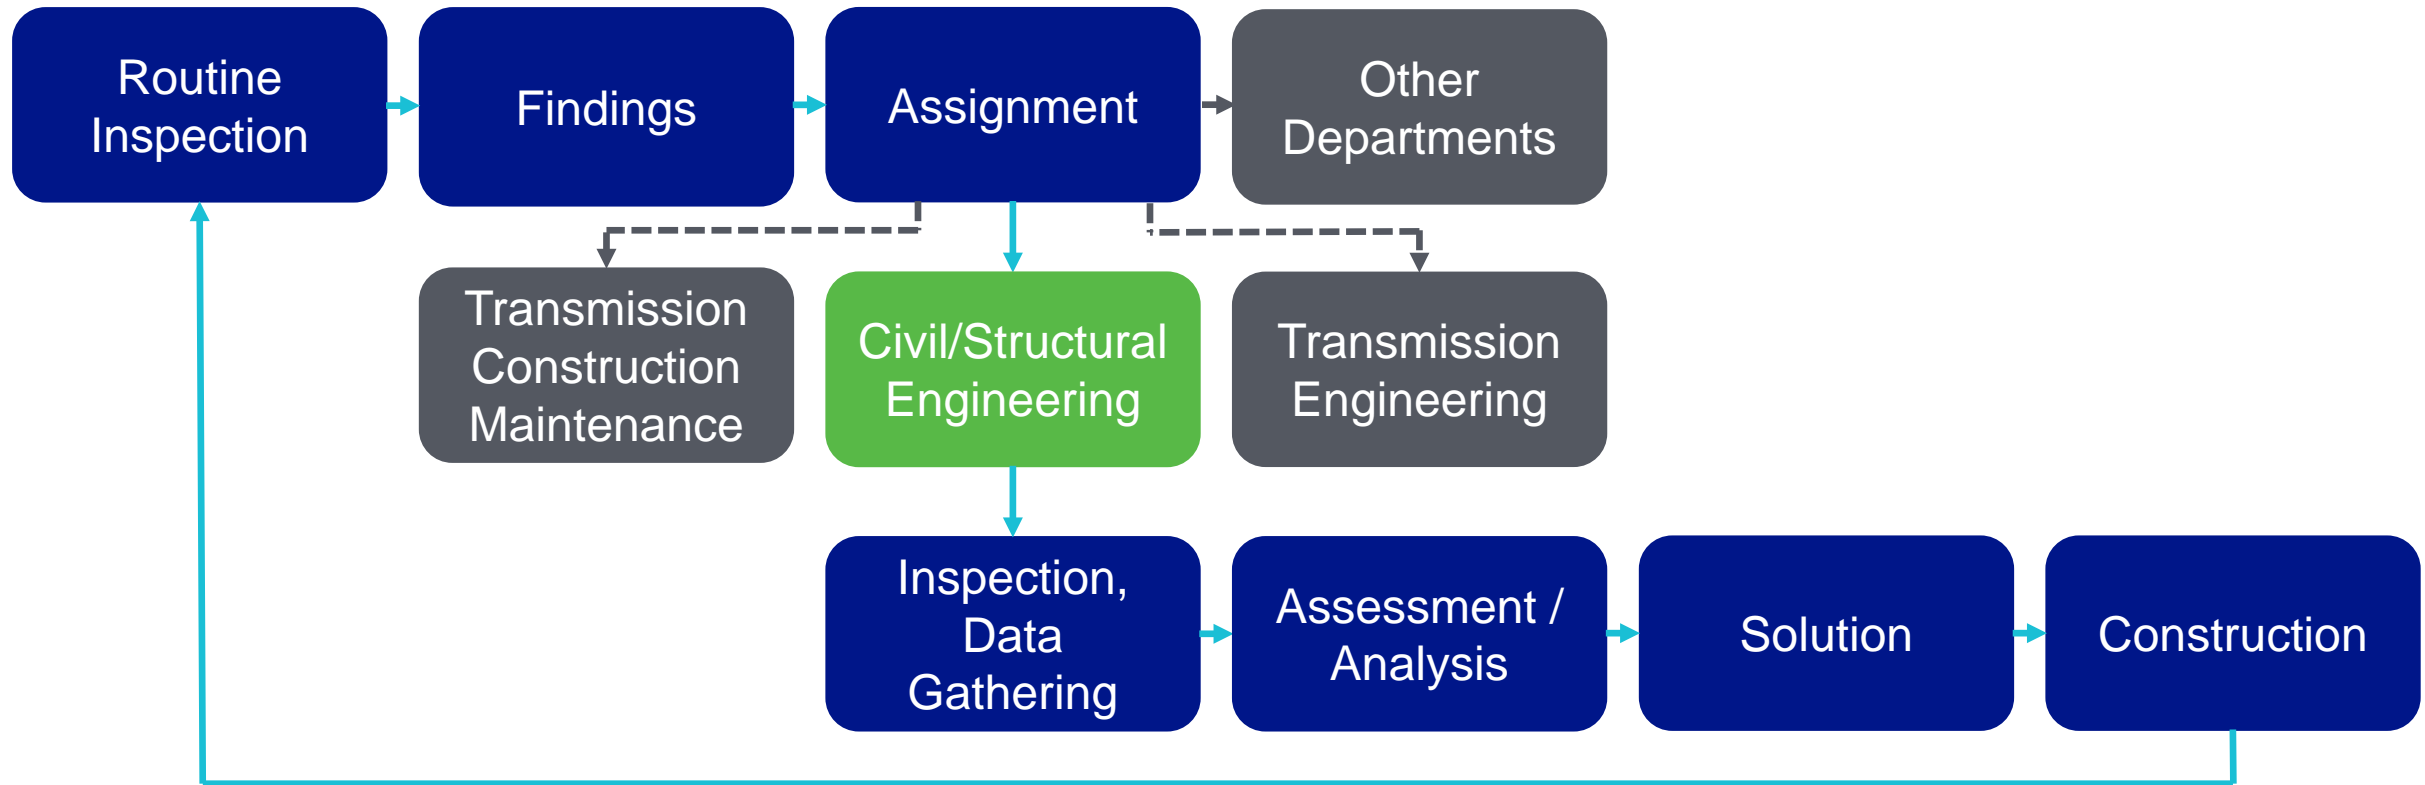 Routine
Inspection
Findings
Assignment
Other
Departments
Transmission
Construction
Maintenance
Civil/Structural
Engineering
Transmission
Engineering
Inspection,
Data
Gathering
Assessment /
Analysis
Solution
Construction